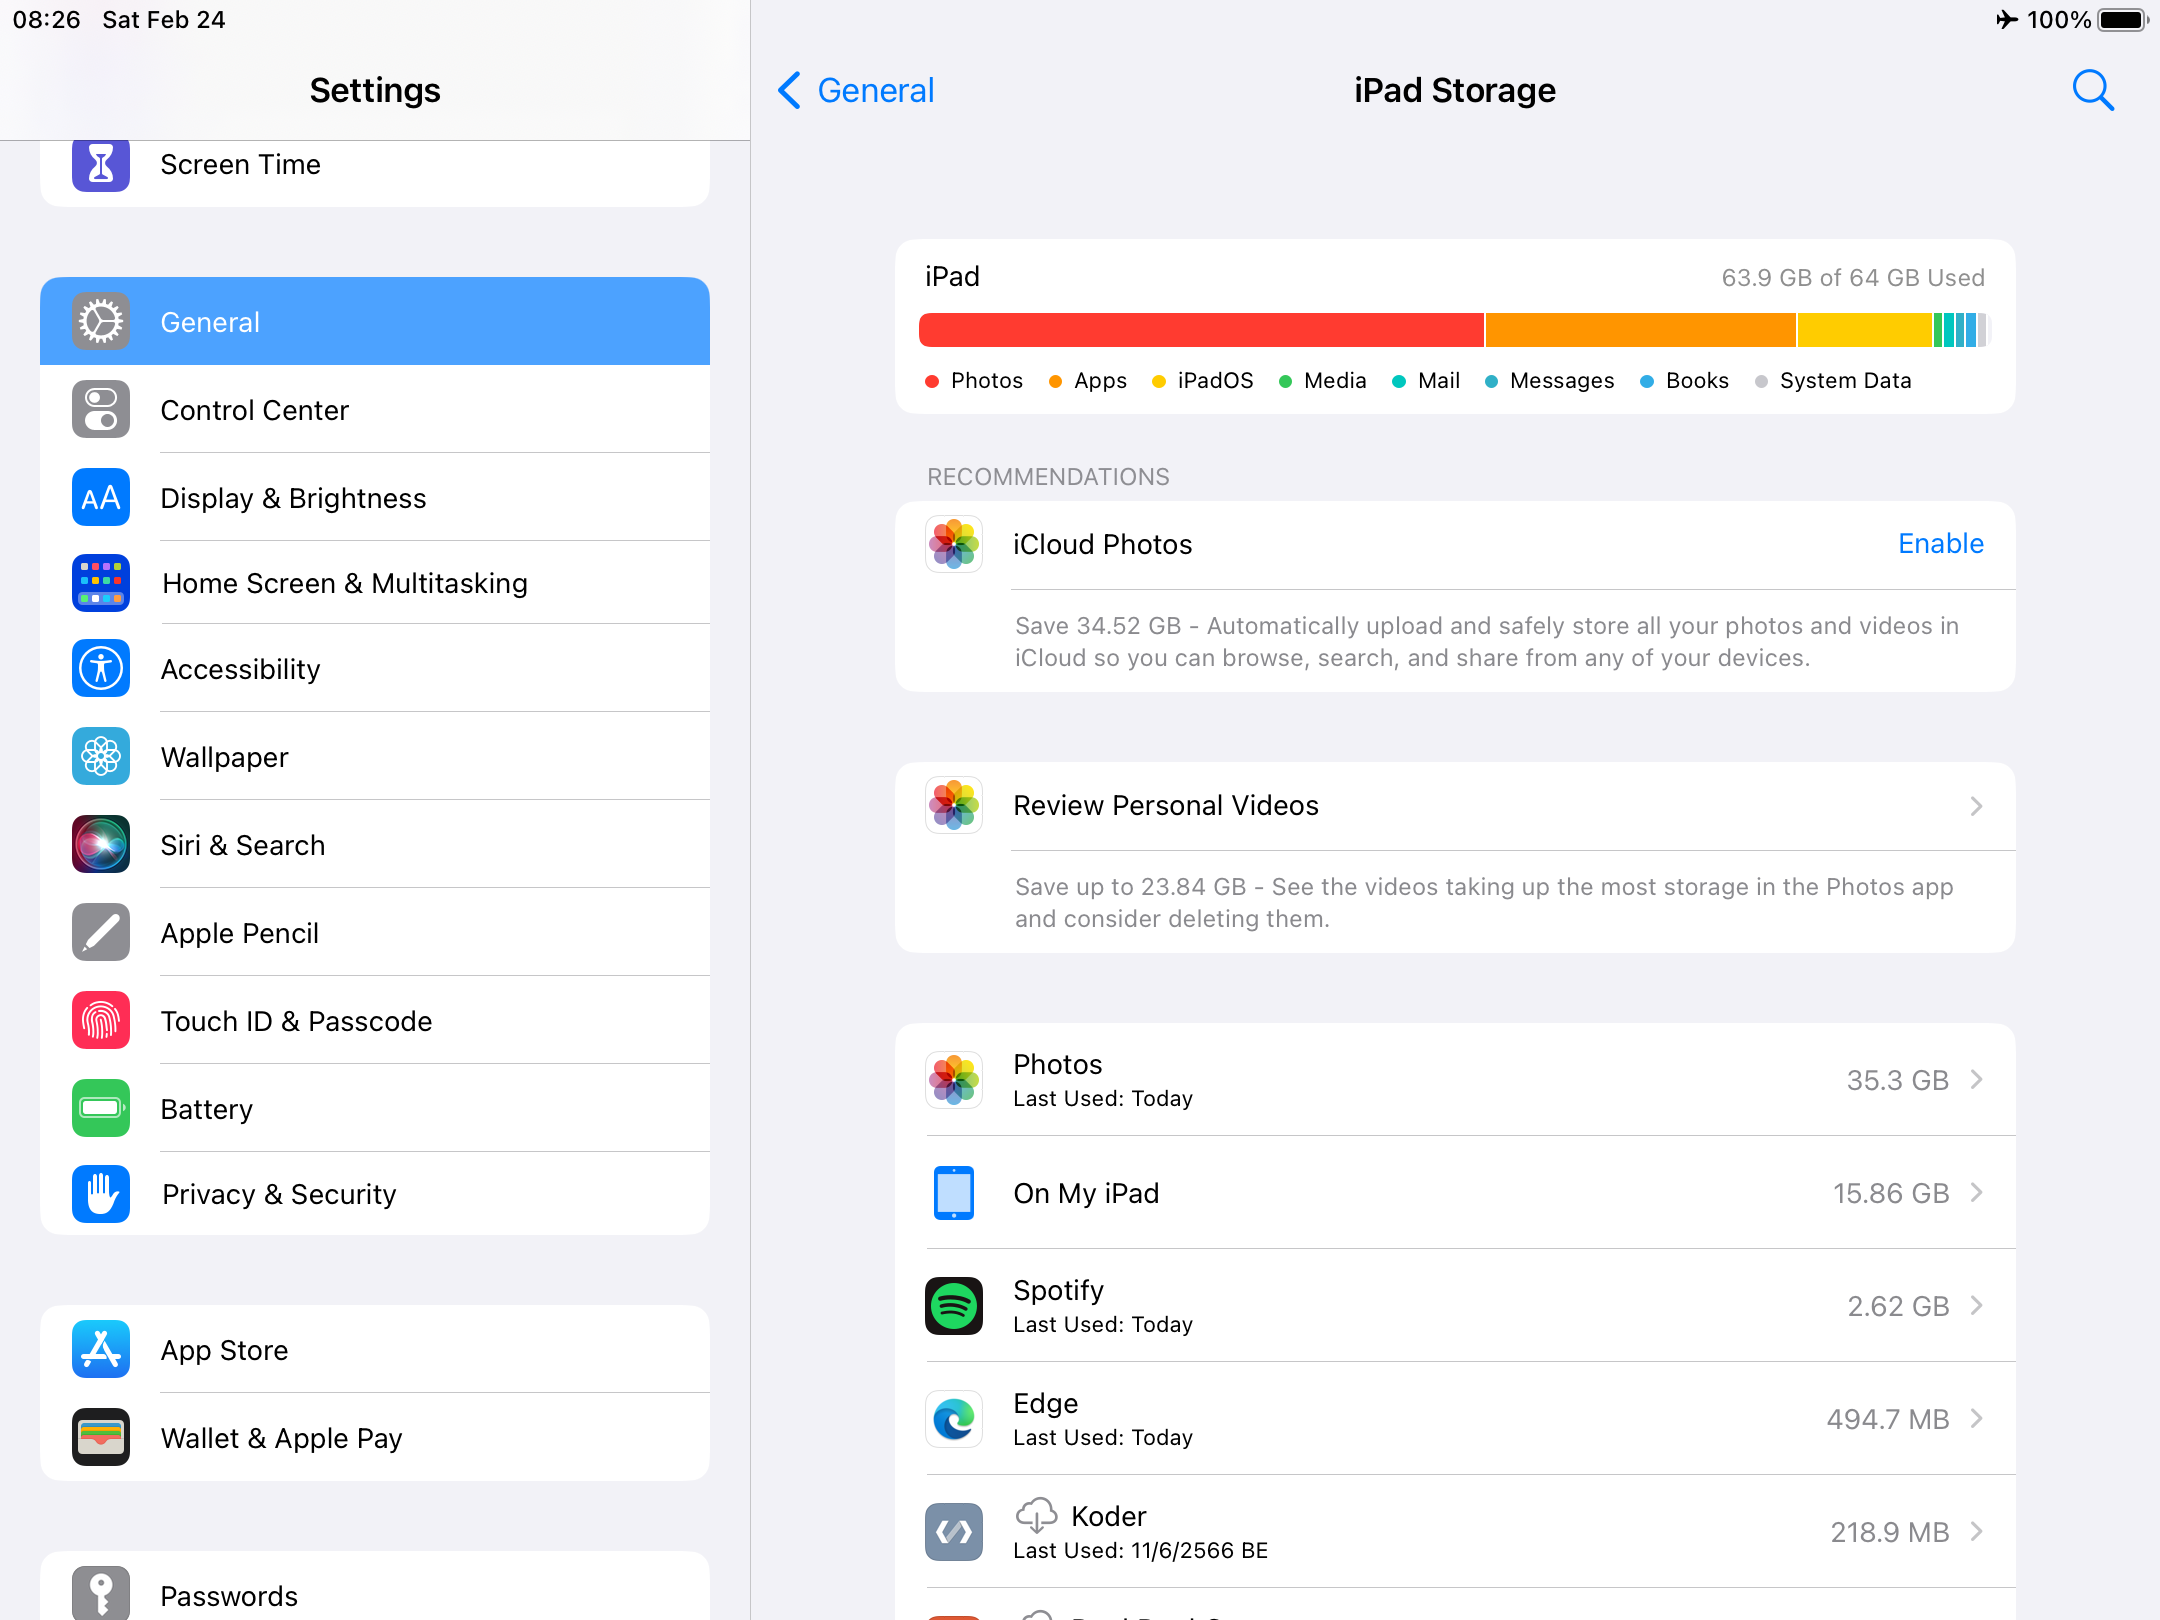 08:26 Sat Feb 24
100%
Settings
Screen Time
General
Control Center
AA Display & Brightness
Home Screen & Multitasking
Accessibility
Wallpaper
Siri & Search
Apple Pencil
Touch ID & Passcode
Battery
Privacy & Security
App Store
Wallet & Apple Pay
Passwords
General
iPad Storage
iPad
63.9 GB of 64 GB Used
Photos Apps iPadOS Media Mail Messages Books System Data
RECOMMENDATIONS
iCloud Photos
Enable
Save 34.52 GB - Automatically upload and safely store all your photos and videos in
iCloud so you can browse, search, and share from any of your devices.
Review Personal Videos
Save up to 23.84 GB - See the videos taking up the most storage in the Photos app
and consider deleting them.
Photos
Last Used: Today
35.3 GB
On My iPad
15.86 GB
Spotify
Last Used: Today
2.62 GB
Edge
Last Used: Today
494.7 MB
Koder
Last Used: 11/6/2566 BE
218.9 MB